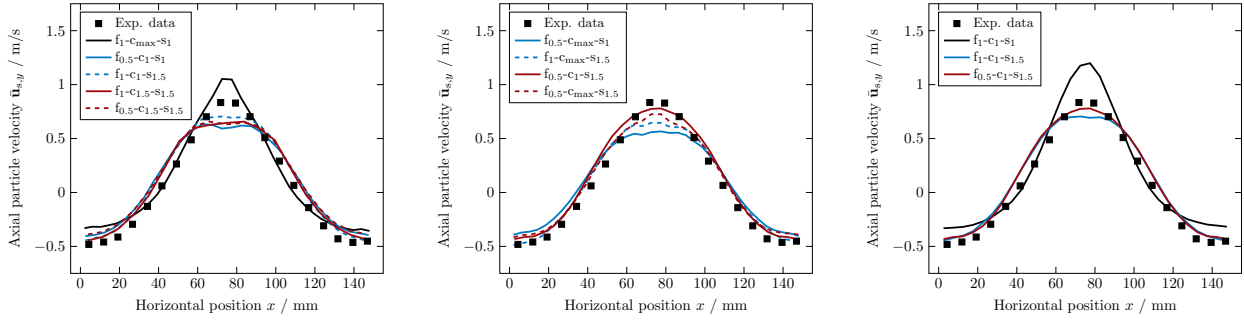 Axial particle velocity ūs,y / m/s
1.5
1
0.5
0
−0.5
Exp. data
f1-cmax-s1
f0.5-c1-s1
f1-c1-s1.5
f1-c1.5-s1.5
f0.5-c1.5-s1.5
0 20 40 60 80 100 120 140
Horizontal position x / mm
Axial particle velocity ūs,y / m/s
1.5
1
0.5
0
−0.5
Exp. data
f0.5-cmax-s1
f1-cmax-s1.5
f0.5-c1-s1.5
f0.5-cmax-s1.5
0 20 40 60 80 100 120 140
Horizontal position x / mm
Axial particle velocity ūs,y / m/s
1.5
1
0.5
0
−0.5
Exp. data
f1-c1-s1
f1-c1-s1.5
f0.5-c1-s1.5
0 20 40 60 80 100 120 140
Horizontal position x / mm